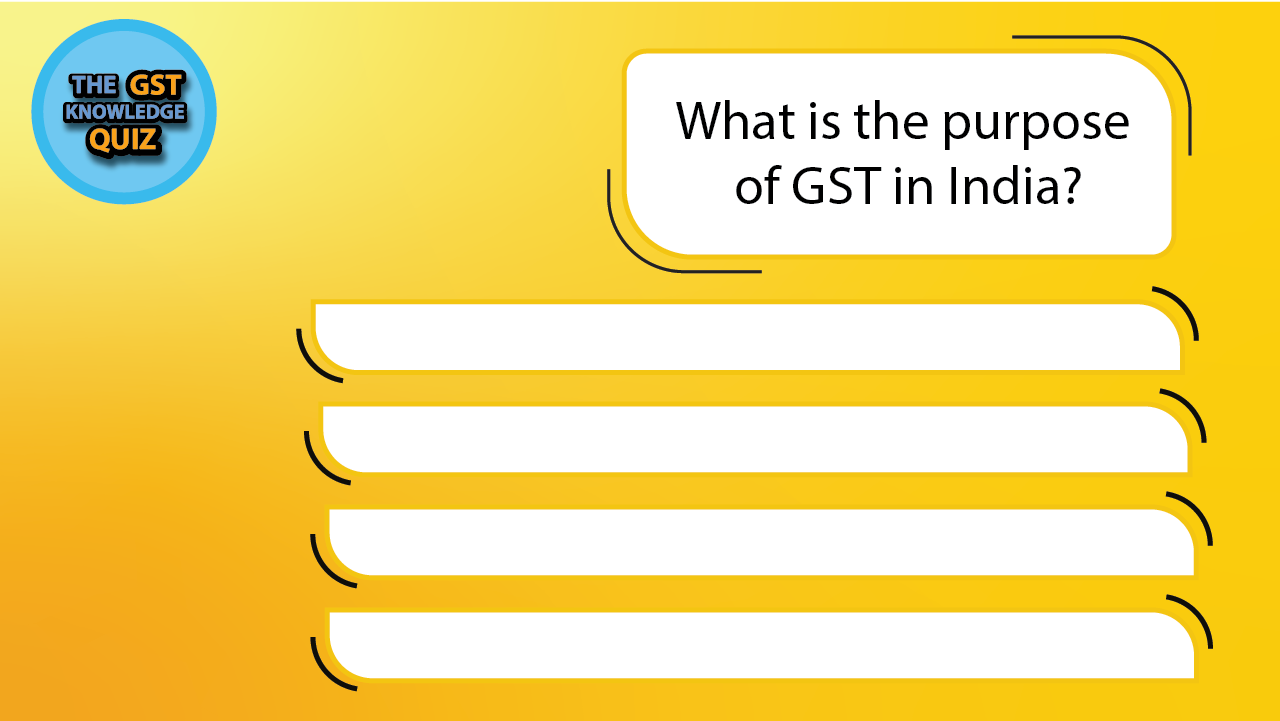 THE GST
KNOWLEDGE
QUIZ
What is the purpose
of GST in India?